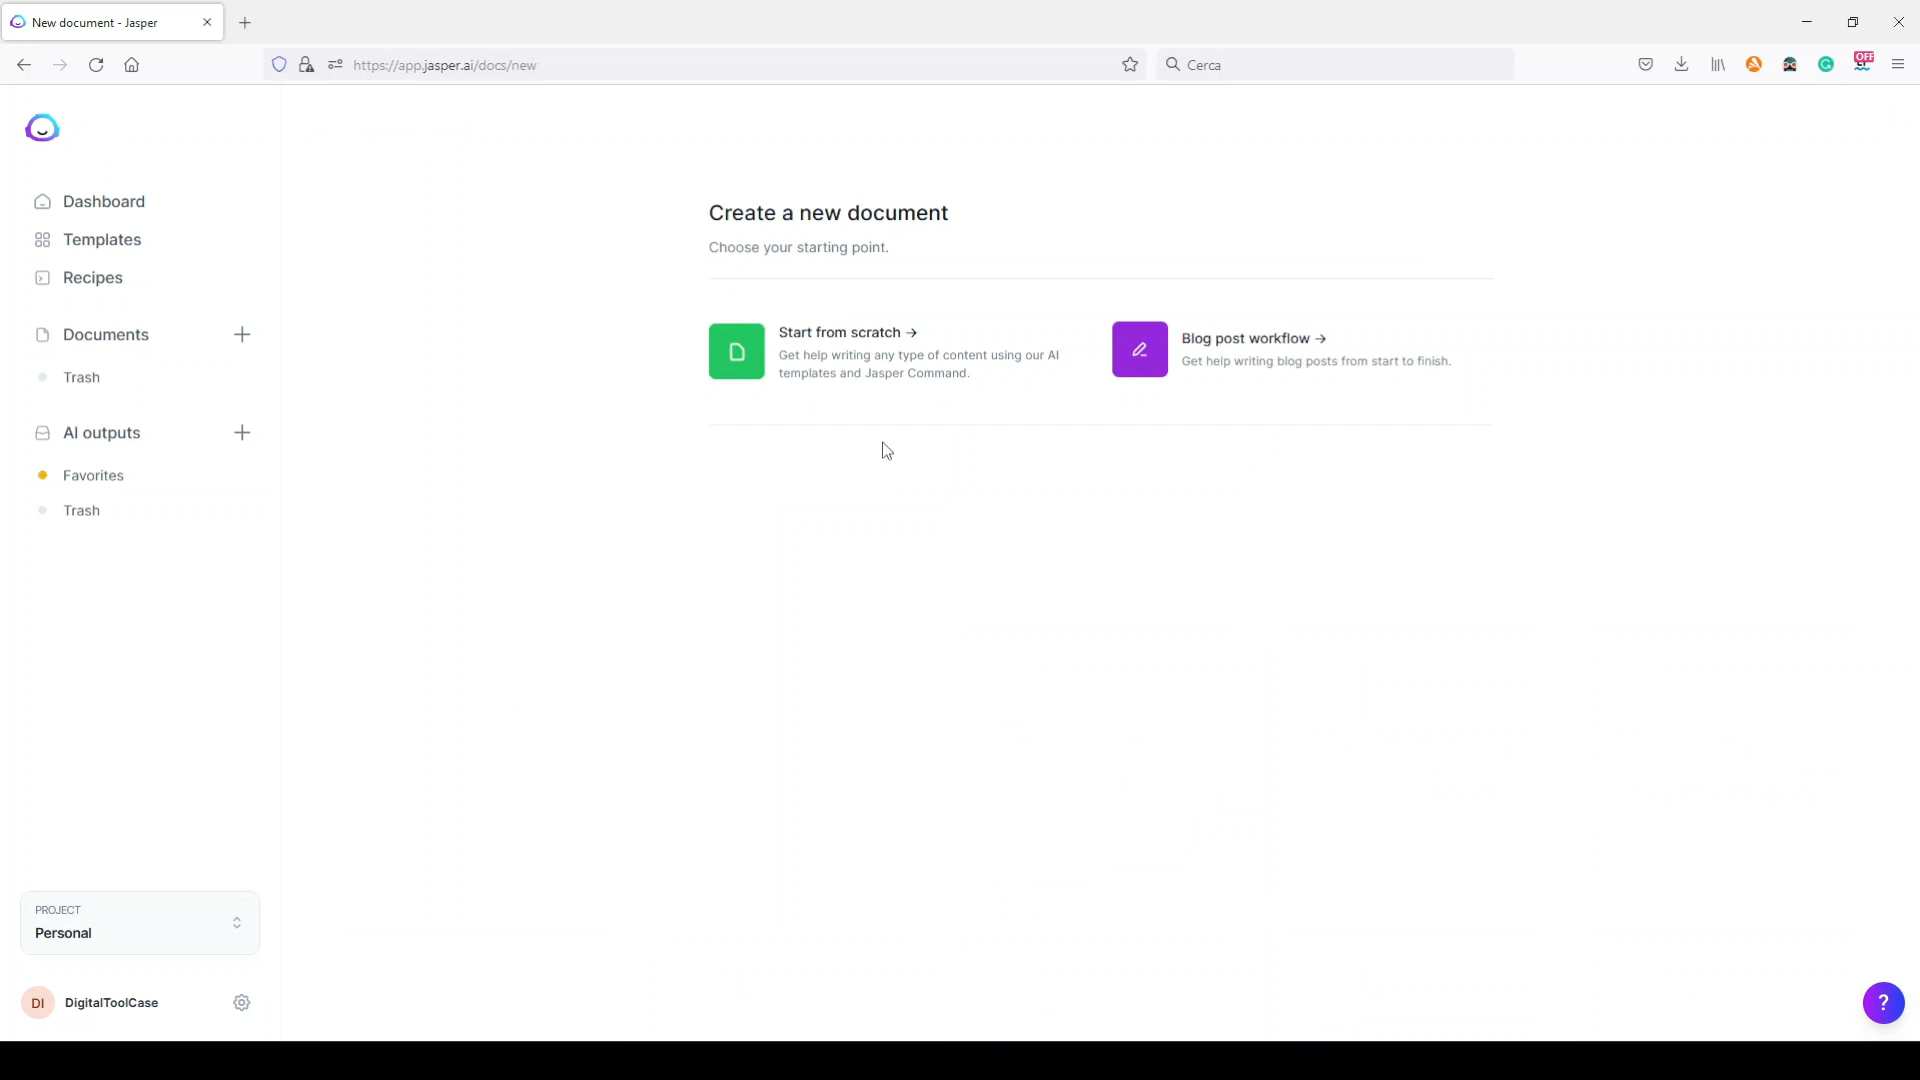 New document - Jasper
https://app.jasper.ai/docs/new
Cerca
OFF
Dashboard
Templates
Recipes
Documents
Trash
AI outputs
Favorites
Trash
Create a new document
Choose your starting point.
Start from scratch →
Get help writing any type of content using our AI
templates and Jasper Command.
Blog post workflow →
Get help writing blog posts from start to finish.
PROJECT
Personal
DI
DigitalToolCase
?